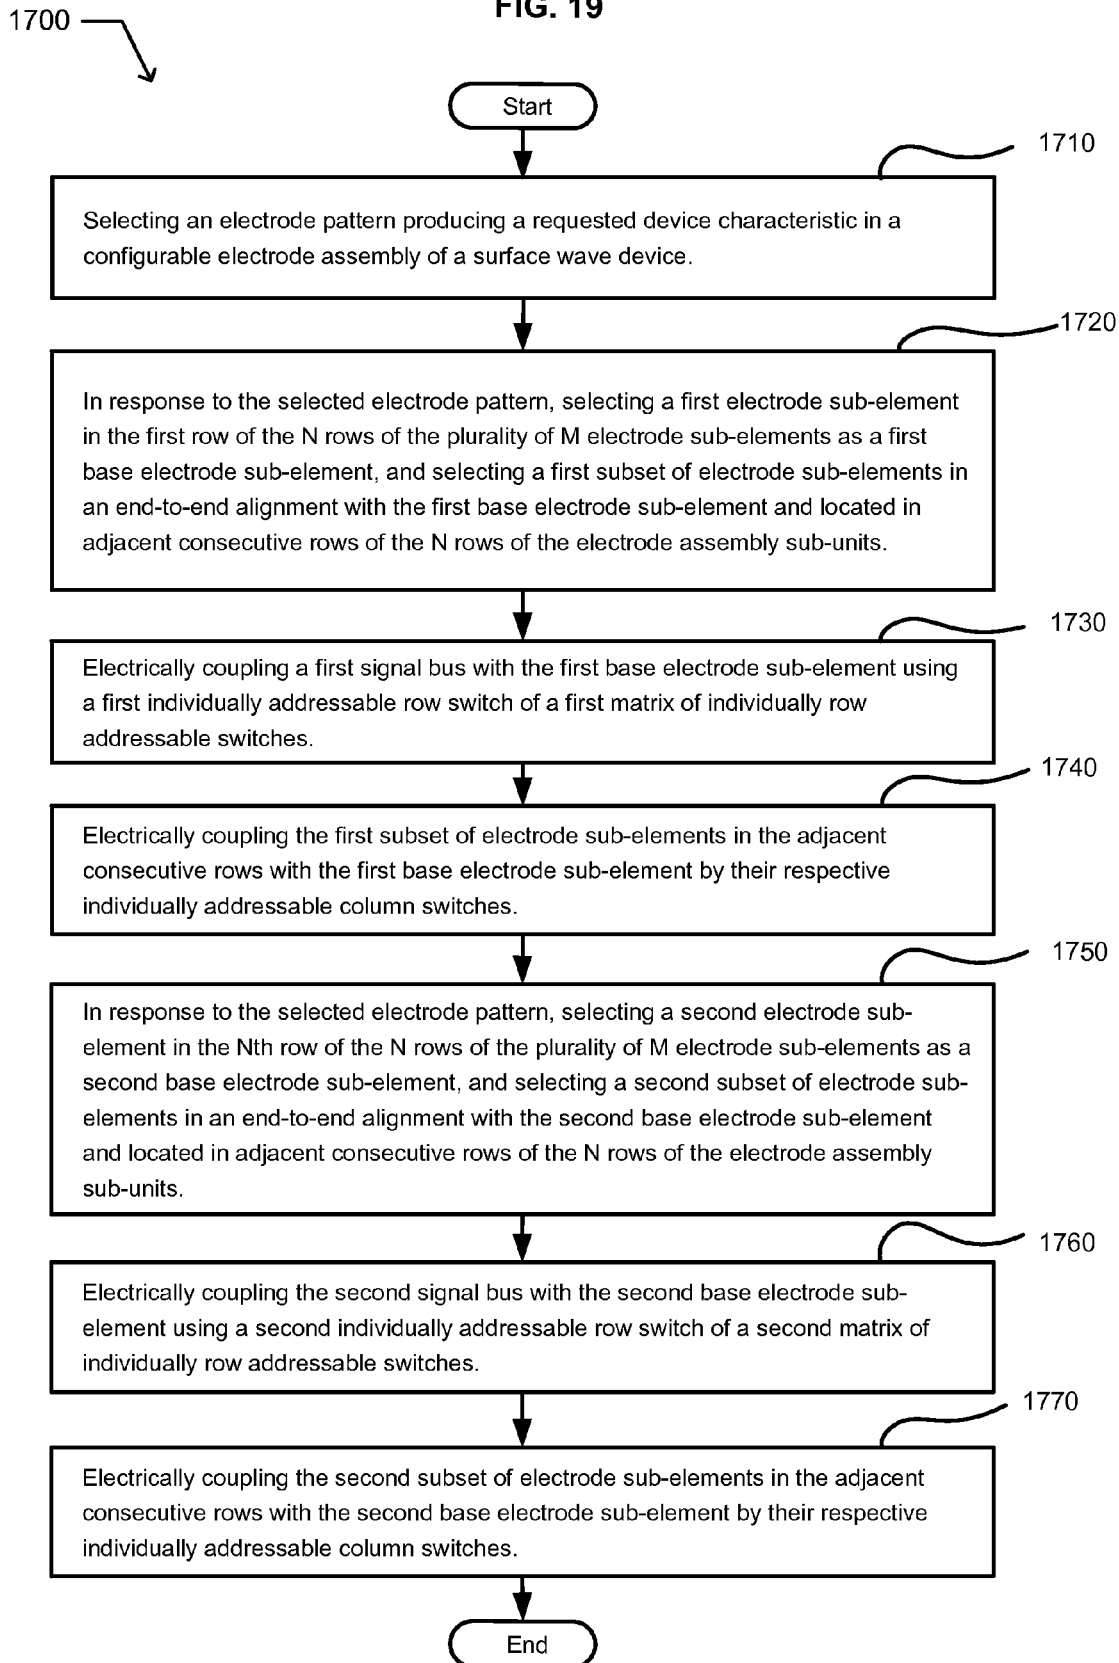 FIG. 19
1700
Start
1710
Selecting an electrode pattern producing a requested device characteristic in a
configurable electrode assembly of a surface wave device.
1720
In response to the selected electrode pattern, selecting a first electrode sub-element
in the first row of the N rows of the plurality of M electrode sub-elements as a first
base electrode sub-element, and selecting a first subset of electrode sub-elements in
an end-to-end alignment with the first base electrode sub-element and located in
adjacent consecutive rows of the N rows of the electrode assembly sub-units.
1730
Electrically coupling a first signal bus with the first base electrode sub-element using
a first individually addressable row switch of a first matrix of individually row
addressable switches.
1740
Electrically coupling the first subset of electrode sub-elements in the adjacent
consecutive rows with the first base electrode sub-element by their respective
individually addressable column switches.
1750
In response to the selected electrode pattern, selecting a second electrode sub-
element in the Nth row of the N rows of the plurality of M electrode sub-elements as a
second base electrode sub-element, and selecting a second subset of electrode sub-
elements in an end-to-end alignment with the second base electrode sub-element
and located in adjacent consecutive rows of the N rows of the electrode assembly
sub-units.
1760
Electrically coupling the second signal bus with the second base electrode sub-
element using a second individually addressable row switch of a second matrix of
individually row addressable switches.
1770
Electrically coupling the second subset of electrode sub-elements in the adjacent
consecutive rows with the second base electrode sub-element by their respective
individually addressable column switches.
End